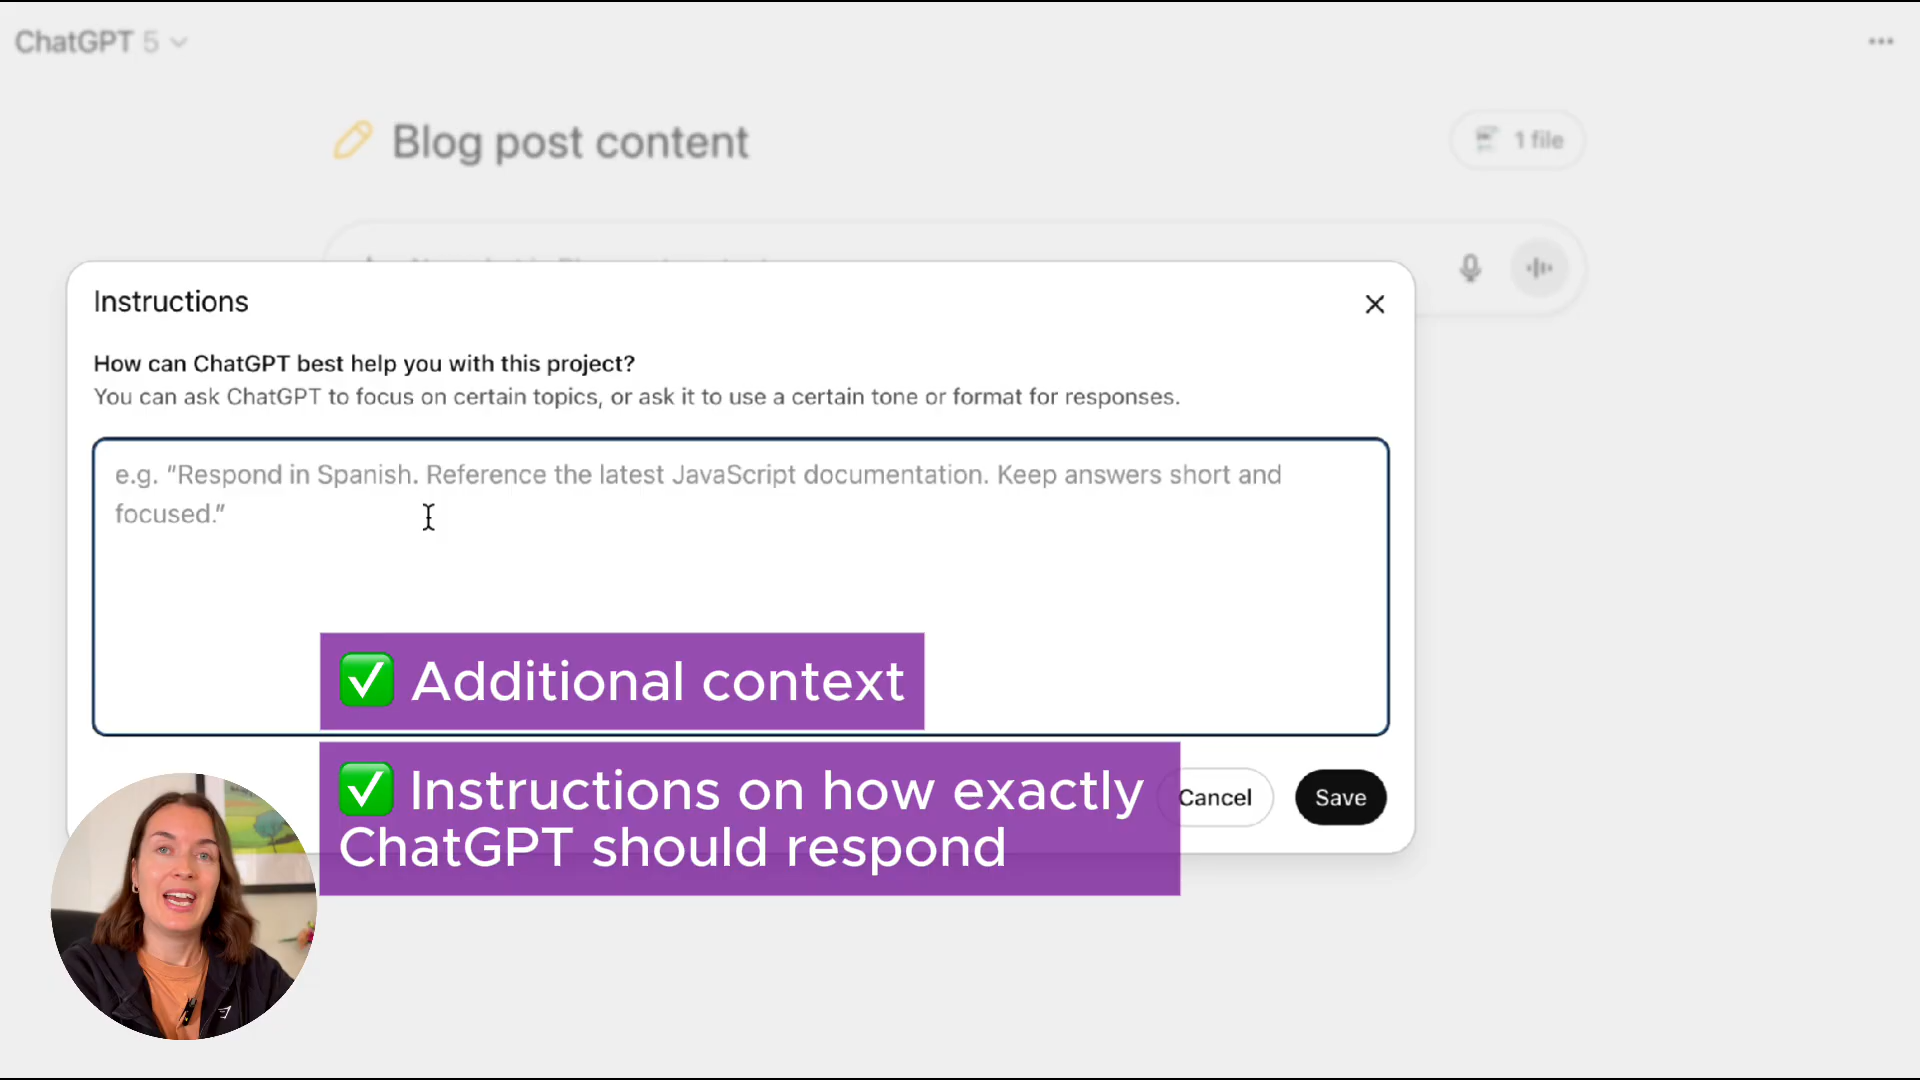 ChatGPT 5
Blog post content
1 file
Instructions
How can ChatGPT best help you with this project?
You can ask ChatGPT to focus on certain topics, or ask it to use a certain tone or format for responses.
e.g. “Respond in Spanish. Reference the latest JavaScript documentation. Keep answers short and
focused.”
✅ Additional context
✅ Instructions on how exactly
ChatGPT should respond
Cancel
Save